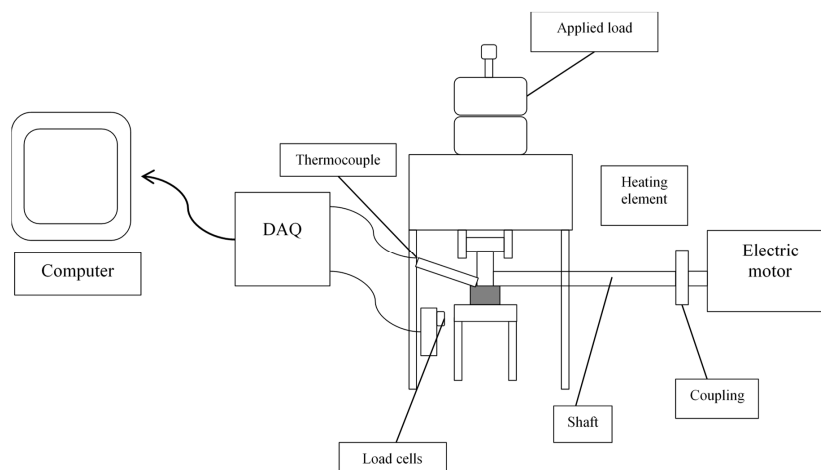 Applied load
Thermocouple
Heating
element
DAQ
Electric
motor
Computer
Coupling
Shaft
Load cells